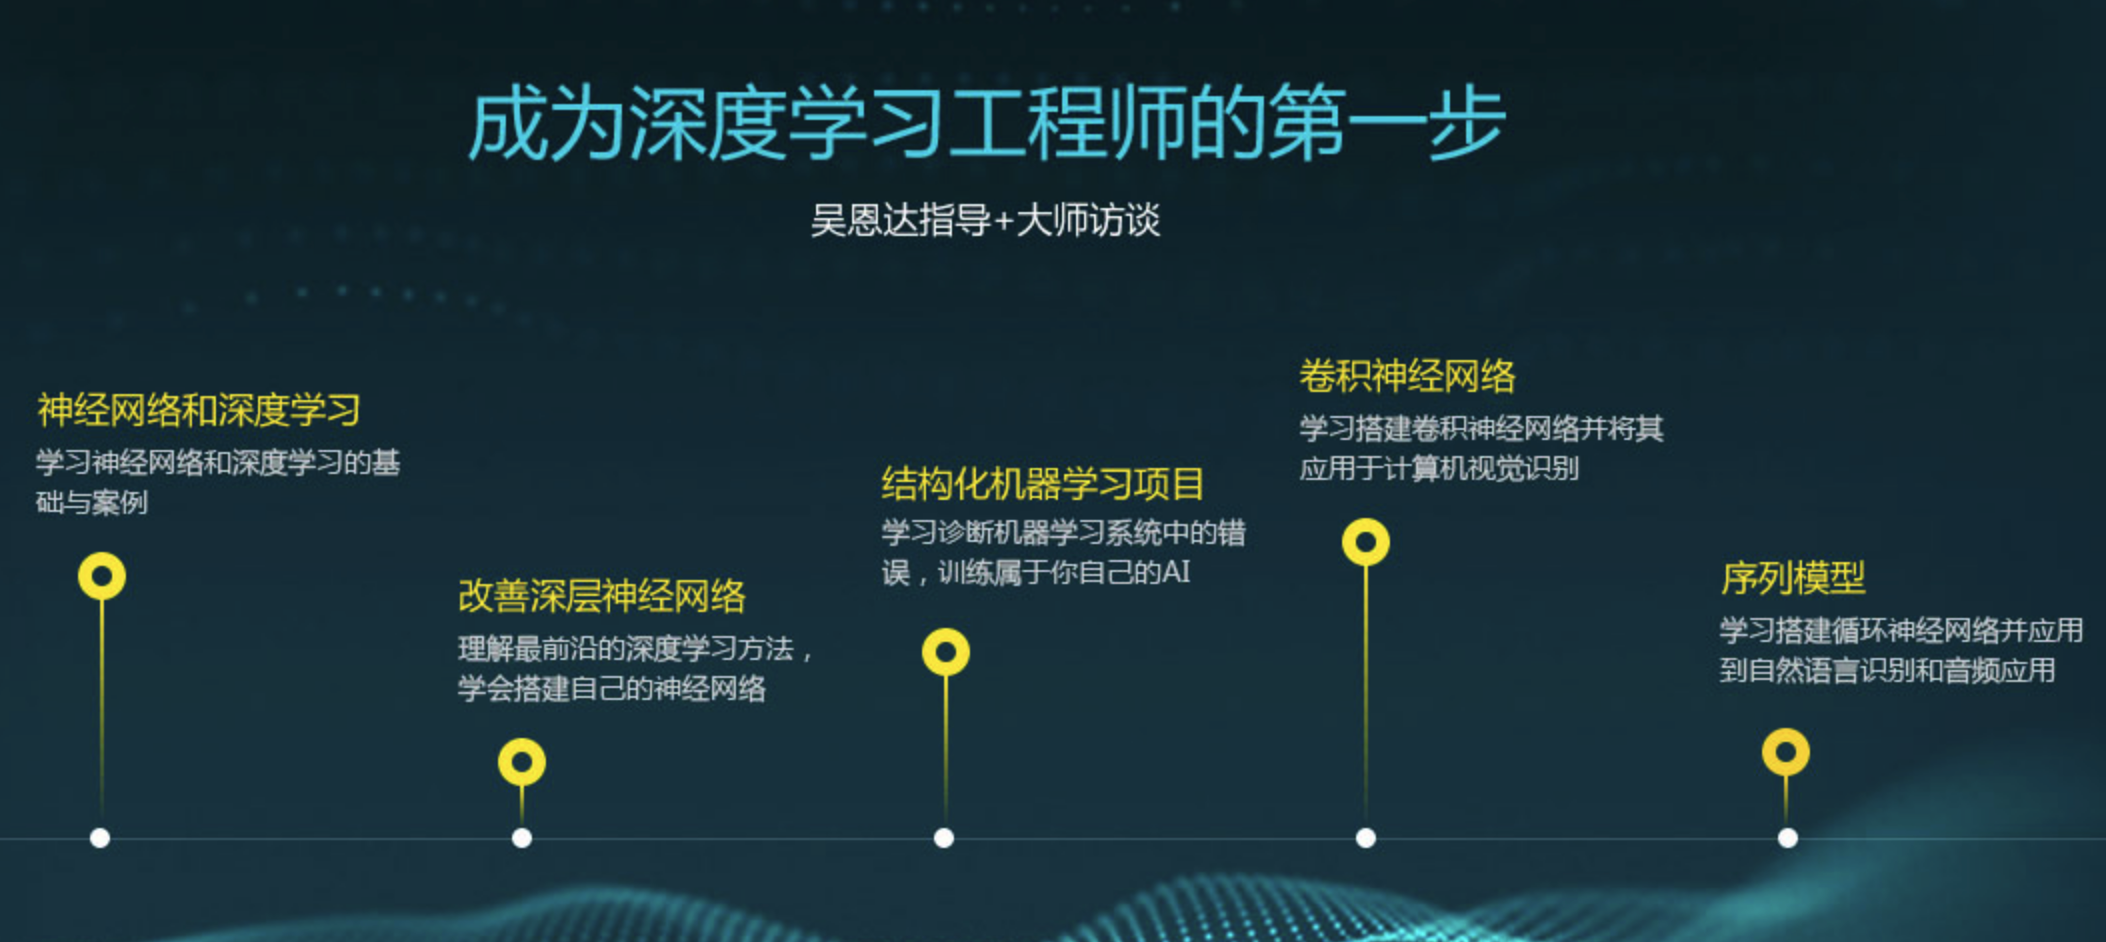 成为深度学习工程师的第一步
吴恩达指导+大师访谈
神经网络和深度学习
学习神经网络和深度学习的基
础与案例
改善深层神经网络
理解最前沿的深度学习方法，
学会搭建自己的神经网络
结构化机器学习项目
学习诊断机器学习系统中的错
误，训练属于你自己的AI
卷积神经网络
学习搭建卷积神经网络并将其
应用于计算机视觉识别
序列模型
学习搭建循环神经网络并应用
到自然语言识别和音频应用